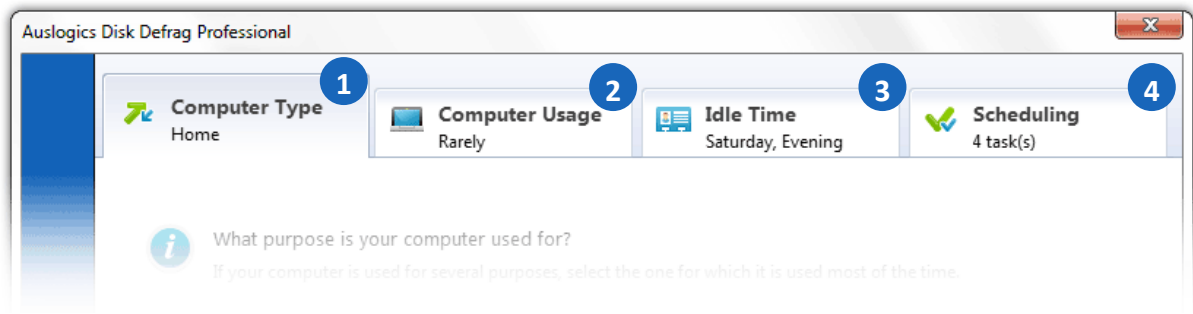 Auslogics Disk Defrag Professional
1
2
3
4
Computer Type
Home
Computer Usage
Rarely
Idle Time
Saturday, Evening
Scheduling
4 task(s)
What purpose is your computer used for?
If your computer is used for several purposes, select the one for which it is used most of the time.